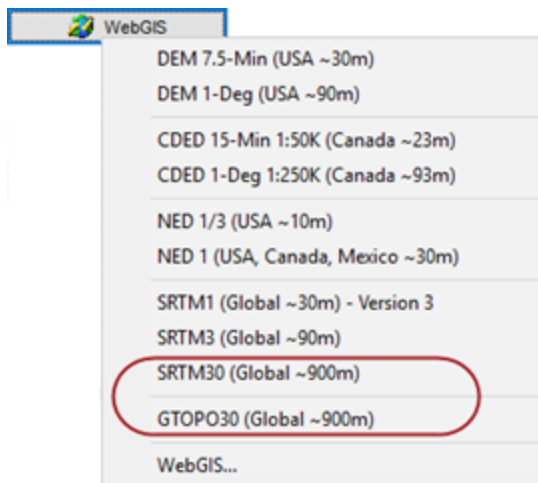 WebGIS
DEM 7.5-Min (USA ~30m)
DEM 1-Deg (USA ~90m)
CDED 15-Min 1:50K (Canada ~23m)
CDED 1-Deg 1:250K (Canada ~93m)
NED 1/3 (USA ~10m)
NED 1 (USA, Canada, Mexico ~30m)
SRTM1 (Global ~30m) - Version 3
SRTM3 (Global ~90m)
SRTM30 (Global ~900m)
GTOPO30 (Global ~900m)
WebGIS...